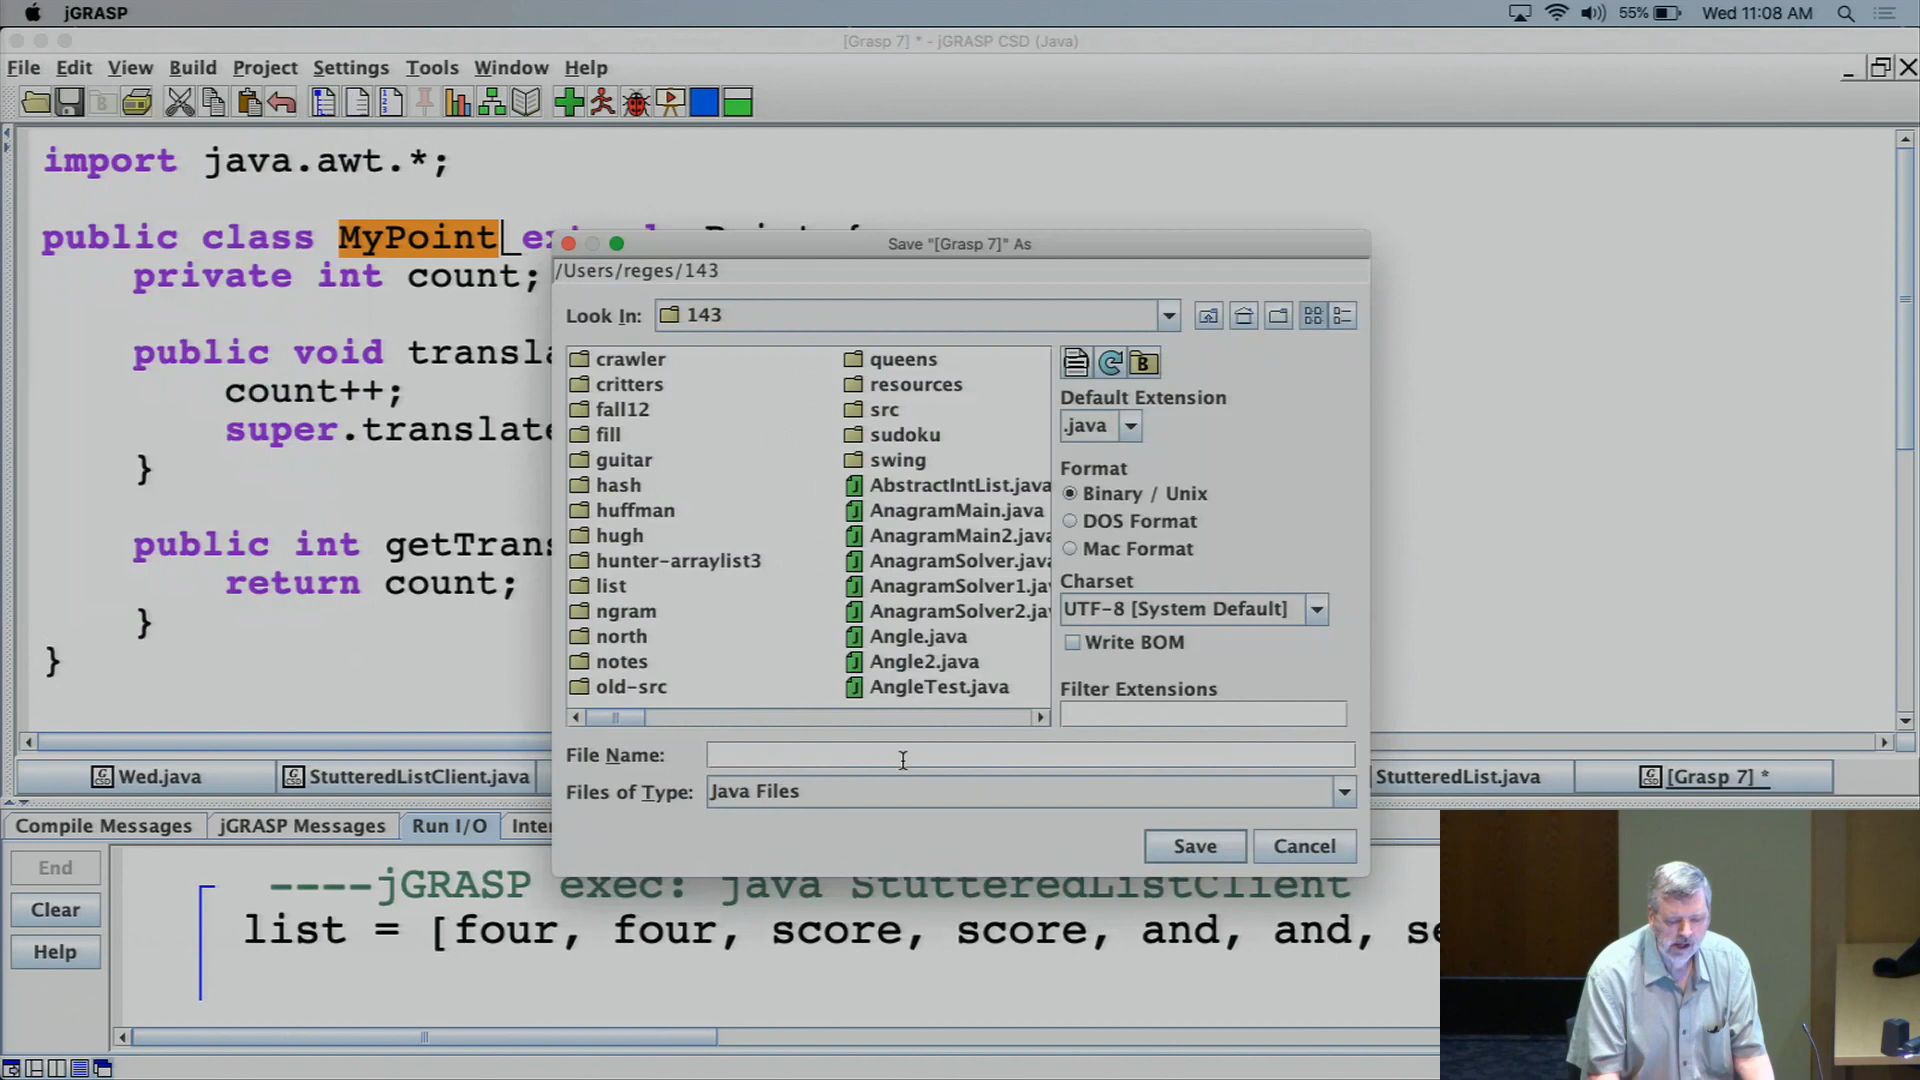 jGRASP
55%
Wed 11:08 AM
[Grasp 7] * - jGRASP CSD (Java)
File Edit View Build Project Settings Tools Window Help
import java.awt.*;
public class MyPoint
private int count;
public void transla
count++;
super.translate
}
public int getTrans
return count;
}
}
Save "[Grasp 7]" As
/Users/reges/143
Look In: 143
crawler
critters
fall12
fill
guitar
hash
huffman
hugh
hunter-arraylist3
list
ngram
north
notes
old-src
queens
resources
src
sudoku
swing
AbstractIntList.java
AnagramMain.java
AnagramMain2.java
AnagramSolver.java
AnagramSolver1.jav
AnagramSolver2.jav
Angle.java
Angle2.java
AngleTest.java
B
Default Extension
.java
Format
Binary / Unix
DOS Format
Mac Format
Charset
UTF-8 [System Default]
Write BOM
Filter Extensions
File Name:
Files of Type: Java Files
Save Cancel
Wed.java StutteredListClient.java StutteredList.java [Grasp 7] *
Compile Messages jGRASP Messages Run I/O Inter
End
Clear
Help
----jGRASP exec: java StutteredListClient
list = [four, four, score, score, and, and, se